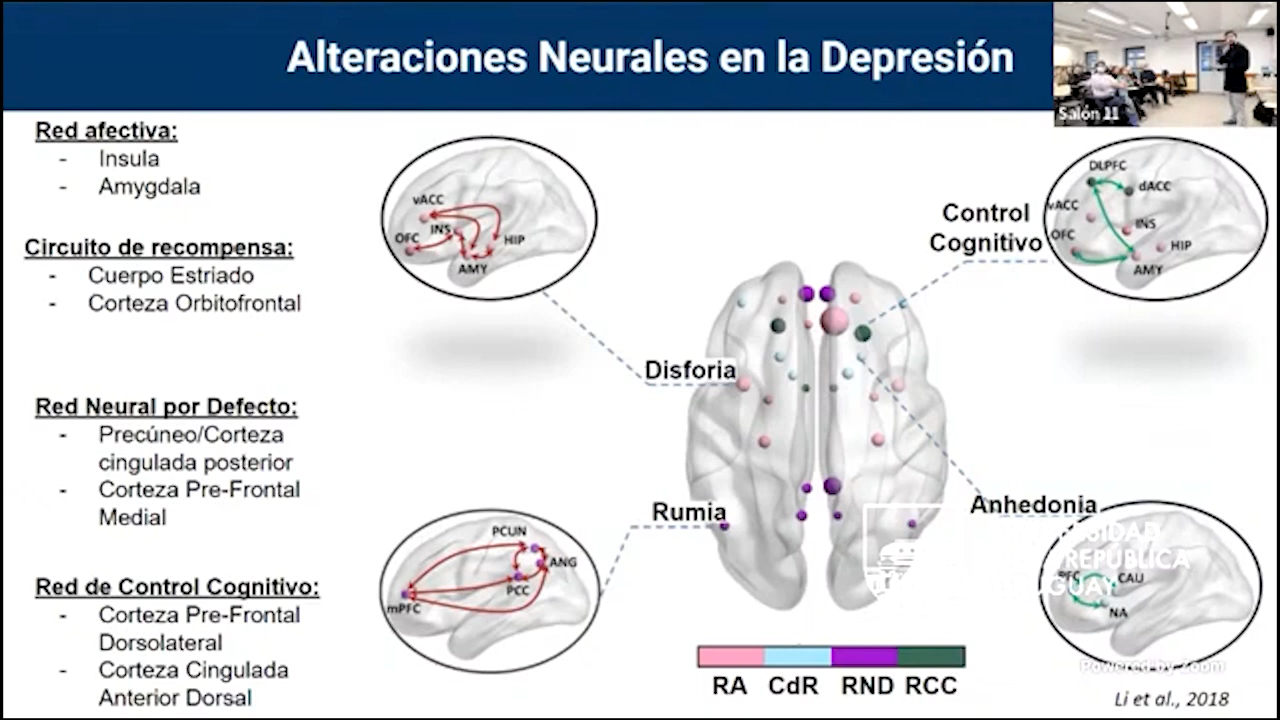 Alteraciones Neurales en la Depresión
Salón 11
Red afectiva:
- Insula
- Amygdala
Circuito de recompensa:
- Cuerpo Estriado
- Corteza Orbitofrontal
Red Neural por Defecto:
- Precúneo/Corteza
cingulada posterior
- Corteza Pre-Frontal
Medial
Red de Control Cognitivo:
- Corteza Pre-Frontal
Dorsolateral
- Corteza Cingulada
Anterior Dorsal
vACC
OFC
INS
HIP
AMY
Disforia
Control
Cognitivo
DLPFC
dACC
vACC
INS
OFC
HIP
AMY
Rumia
PCUN
ANG
PCC
mPFC
Anhedonia
CAU
NA
REPÚBLICA
RA CdR RND RCC
Powered by Zoom
Li et al., 2018